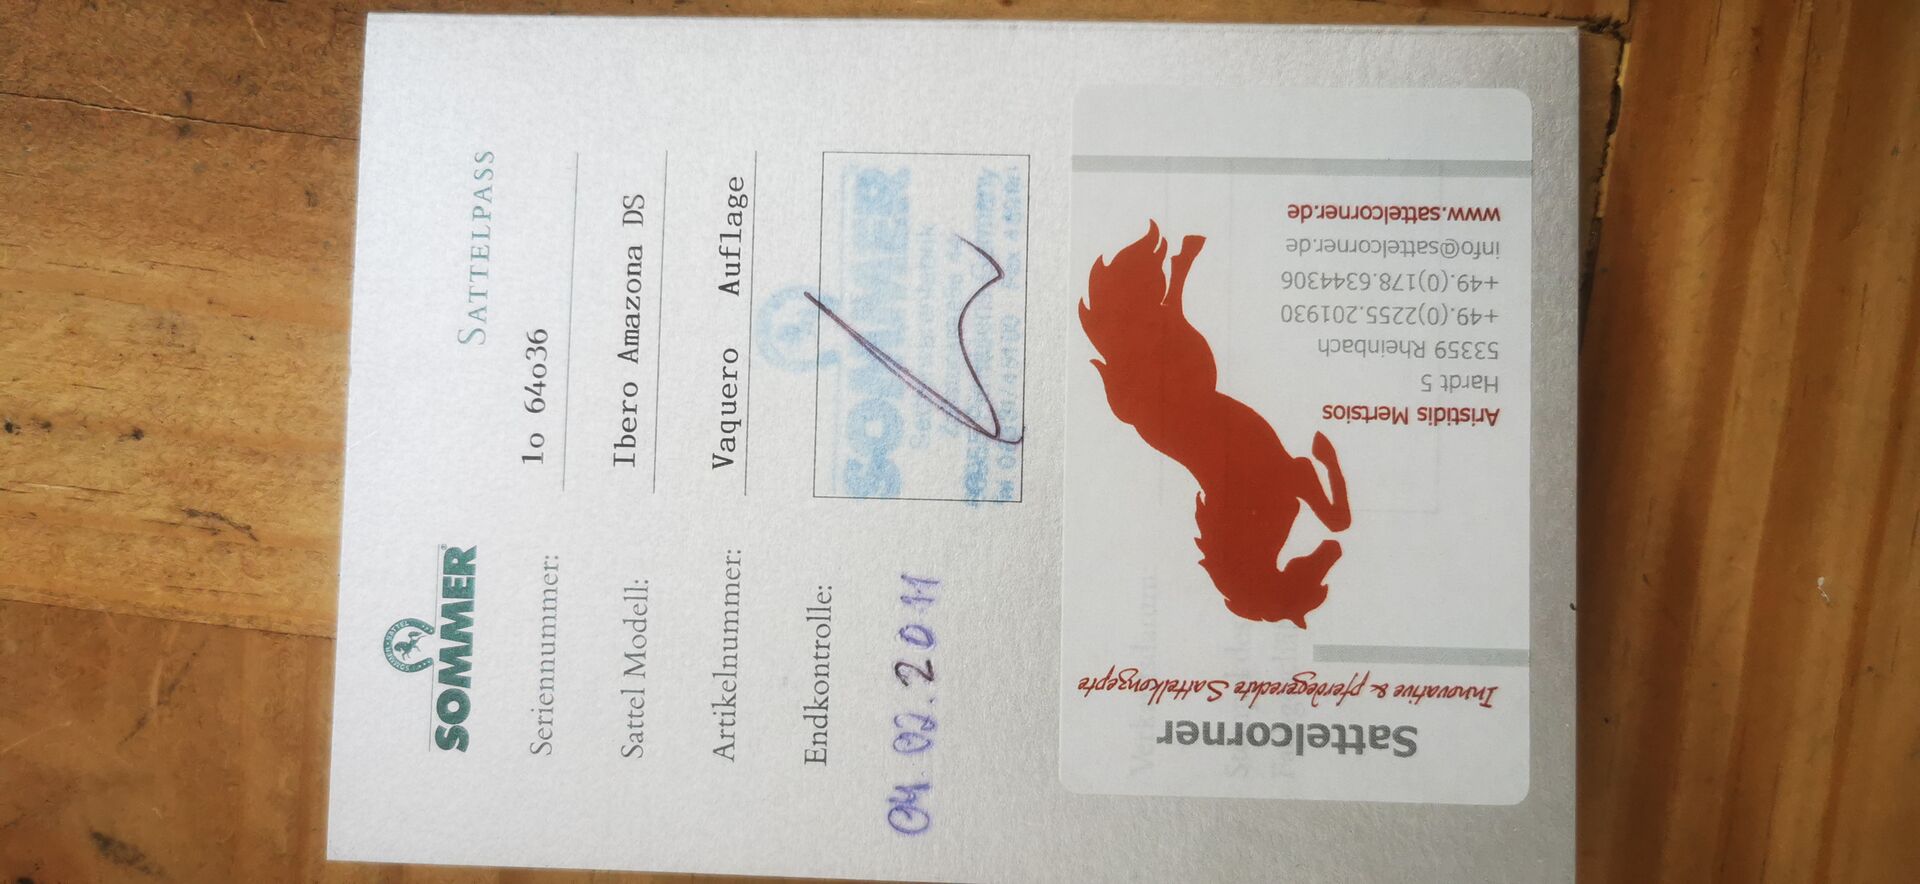 SOMMER
SATTELPASS
Seriennummer: 1o 64o36
Sattel Modell: Ibero Amazona DS
Artikelnummer: Vaquero Auflage
Endkontrolle:
SOMMER
04.02.2011
Sattelcorner
Innovative & pferdegerechte Sattelkonzepte
Aristidis Mertsios
Hardt 5
53359 Rheinbach
+49.(0)2255.201930
+49.(0)178.6344306
info@sattelcorner.de
www.sattelcorner.de